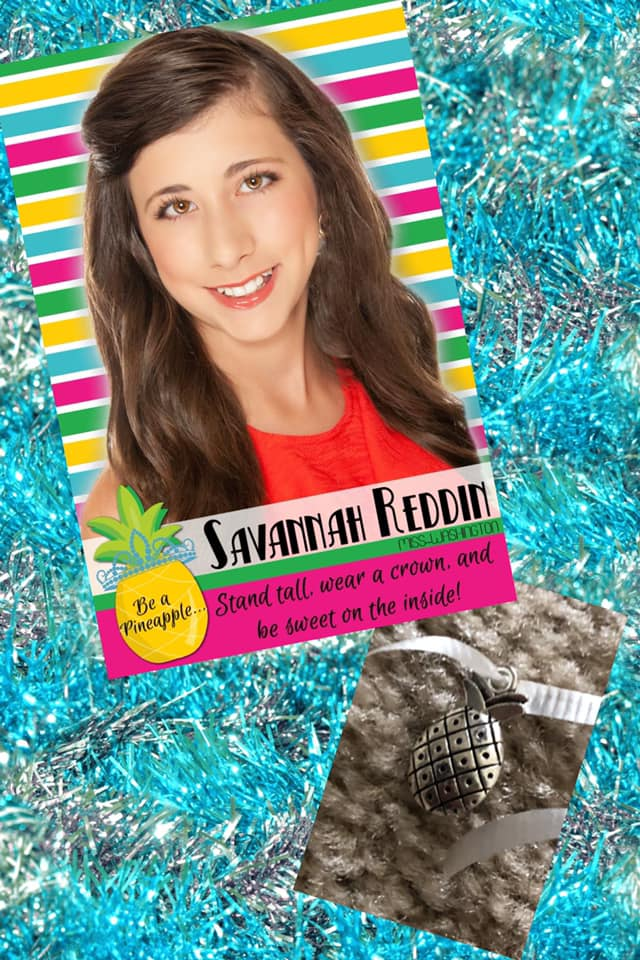 SAVANNAH REDDIN
MISS-WASHINGTON
Be a
Pineapple...
Stand tall, wear a crown, and
be sweet on the inside!